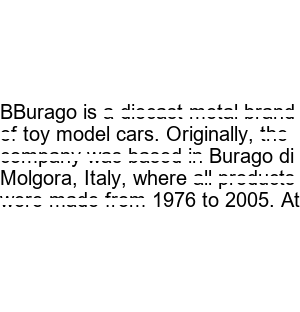 BBurago is a diecast metal brand
of toy model cars. Originally, the
company was based in Burago di
Molgora, Italy, where all products
were made from 1976 to 2005. At